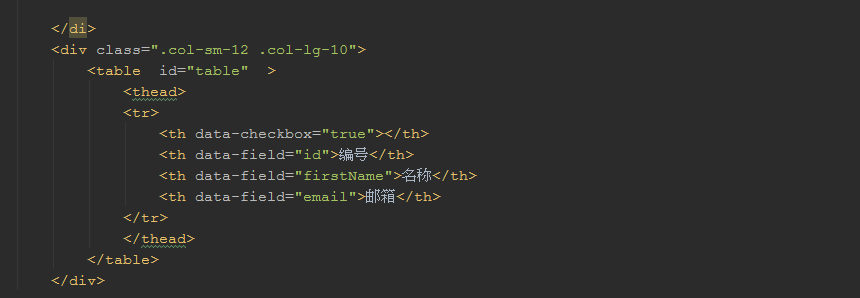 </di>
<div class=".col-sm-12 .col-lg-10">
<table  id="table"  >
<thead>
<tr>
<th data-checkbox="true"></th>
<th data-field="id">编号</th>
<th data-field="firstName">名称</th>
<th data-field="email">邮箱</th>
</tr>
</thead>
</table>
</div>